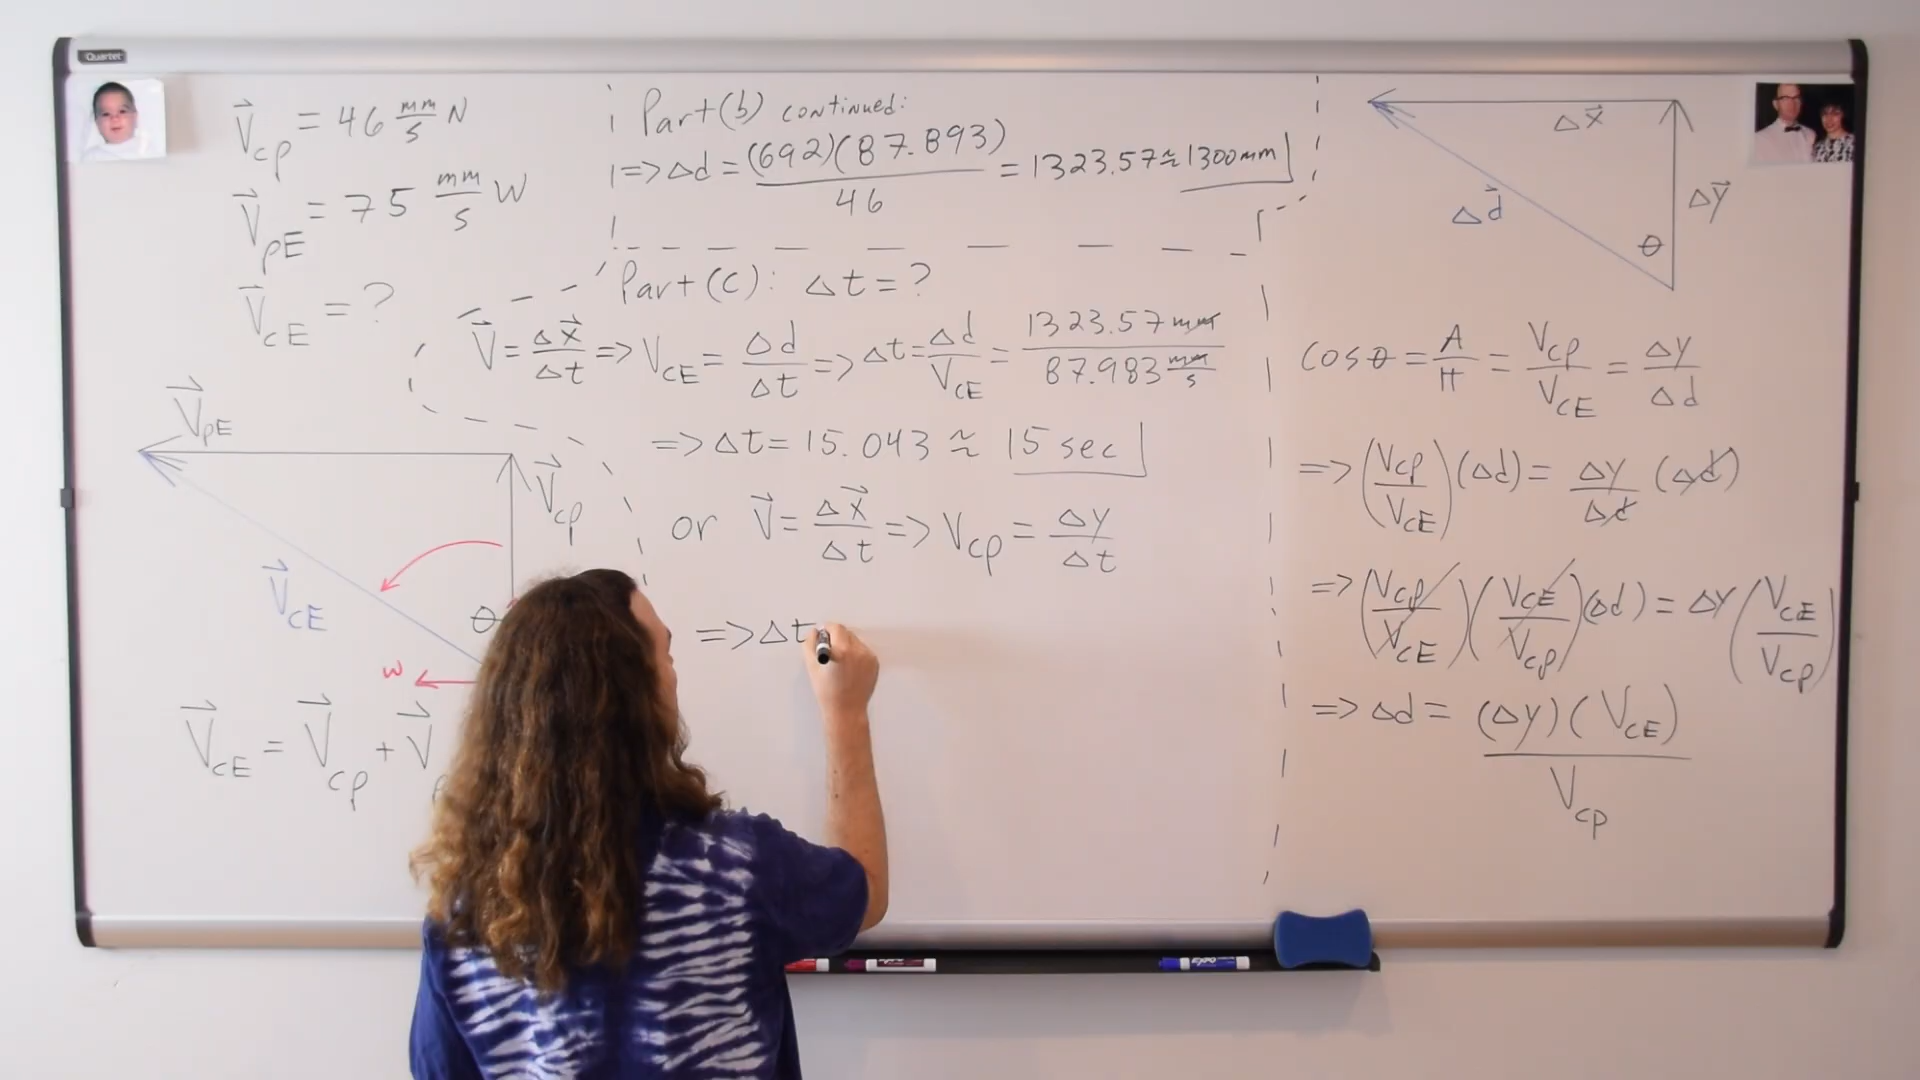 Quartet
V⃗cp = 46 mm/s N
V⃗pE = 75 mm/s W
V⃗cE = ?
V⃗pE
V⃗cp
V⃗cE
θ
w
V⃗cE = V⃗cp + V⃗p
Part (b) continued:
=> Δd = (692)(87.893)/46 = 1323.57 ≈ 1300mm
Part (c): Δt = ?
V⃗ = Δx⃗/Δt => VCE = Δd/Δt => Δt = Δd/VCE = 1323.57 mm / 87.983 mm/s
=> Δt = 15.043 ≈ 15 sec
or V⃗ = Δx⃗/Δt => Vcp = Δy/Δt
=> Δt
Δx⃗
Δd⃗
Δy⃗
θ
cos θ = A/H = Vcp/VCE = Δy/Δd
=> (Vcp/VCE)(Δd) = Δy/Δd (Δd)
=> (Vcp/VCE)(VCE/Vcp)(Δd) = Δy(VCE/Vcp)
=> Δd = (Δy)(VCE)/Vcp
EXPO